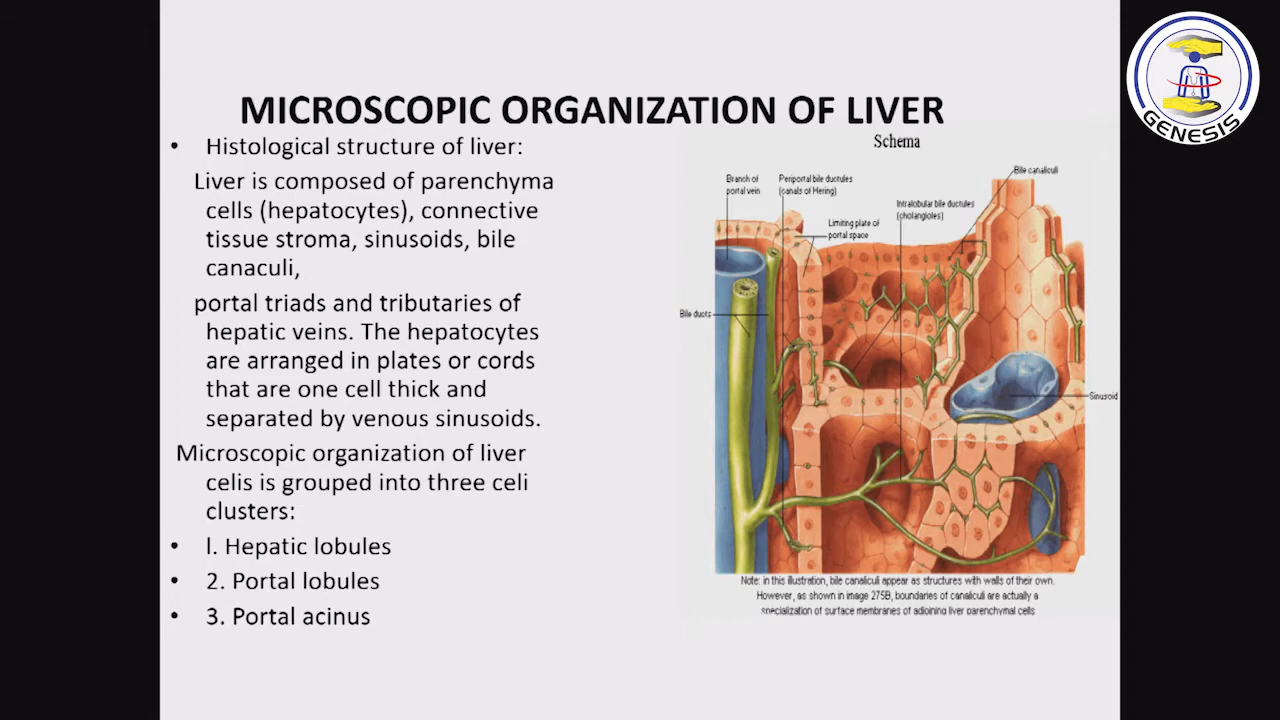 MICROSCOPIC ORGANIZATION OF LIVER
• Histological structure of liver:
Liver is composed of parenchyma
cells (hepatocytes), connective
tissue stroma, sinusoids, bile
canaculi,
portal triads and tributaries of
hepatic veins. The hepatocytes
are arranged in plates or cords
that are one cell thick and
separated by venous sinusoids.
Microscopic organization of liver
celis is grouped into three celi
clusters:
• l. Hepatic lobules
• 2. Portal lobules
• 3. Portal acinus
Schema
Branch of
portal vein
Periportal bile ductules
(canals of Hering)
Limiting plate of
portal space
Intralobular bile ductules
(cholangioles)
Bile canaliculi
Bile ducts
Sinusoid
Note: in this illustration, bile canaliculi appear as structures with walls of their own.
However, as shown in image 275B, boundaries of canaliculi are actually a
specialization of surface membranes of adjoining liver parenchymal cells
GENESIS